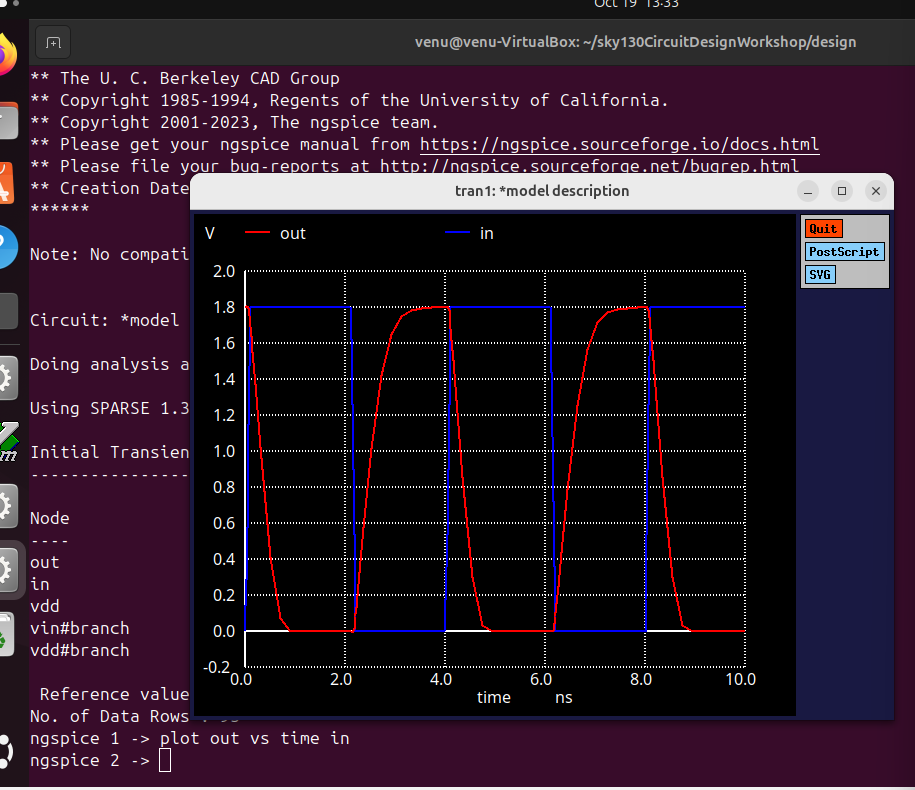 Oct 19 13:33
venu@venu-VirtualBox: ~/sky130CircuitDesignWorkshop/design
** The U. C. Berkeley CAD Group
** Copyright 1985-1994, Regents of the University of California.
** Copyright 2001-2023, The ngspice team.
** Please get your ngspice manual from https://ngspice.sourceforge.io/docs.html
** Please file your bug-reports at http://ngspice.sourceforge.net/bugrep.html
** Creation Date
******
Note: No compati
Circuit: *model
Doing analysis a
Using SPARSE 1.3
Initial Transien
----------------
Node
----
out
in
vdd
vin#branch
vdd#branch
Reference value
No. of Data Rows :
ngspice 1 -> plot out vs time in
ngspice 2 ->
tran1: *model description
V out in
Quit
PostScript
SVG
2.0
1.8
1.6
1.4
1.2
1.0
0.8
0.6
0.4
0.2
0.0
-0.2
0.0 2.0 4.0 6.0 8.0 10.0
time ns